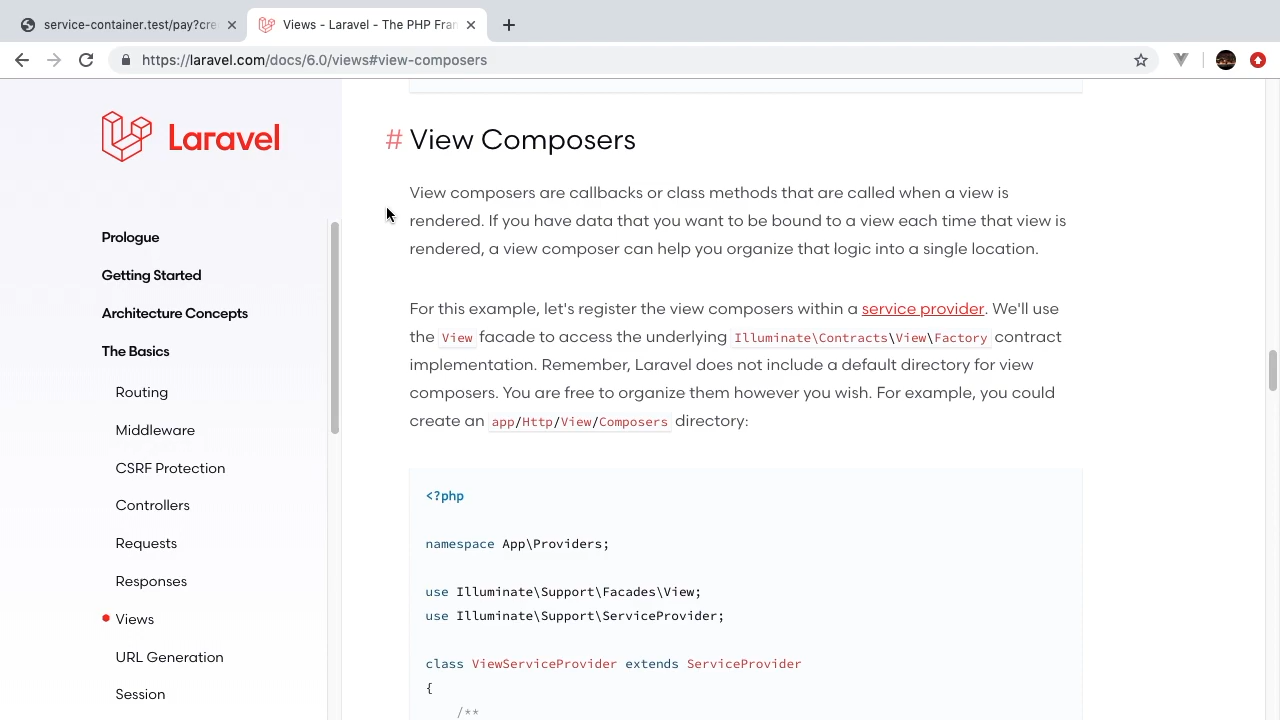 service-container.test/pay?cre
Views - Laravel - The PHP Fran
https://laravel.com/docs/6.0/views#view-composers
Laravel
Prologue
Getting Started
Architecture Concepts
The Basics
Routing
Middleware
CSRF Protection
Controllers
Requests
Responses
Views
URL Generation
Session
# View Composers
View composers are callbacks or class methods that are called when a view is
rendered. If you have data that you want to be bound to a view each time that view is
rendered, a view composer can help you organize that logic into a single location.
For this example, let's register the view composers within a service provider. We'll use
the View facade to access the underlying Illuminate\Contracts\View\Factory contract
implementation. Remember, Laravel does not include a default directory for view
composers. You are free to organize them however you wish. For example, you could
create an app/Http/View/Composers directory:
<?php
namespace App\Providers;
use Illuminate\Support\Facades\View;
use Illuminate\Support\ServiceProvider;
class ViewServiceProvider extends ServiceProvider
{
/**